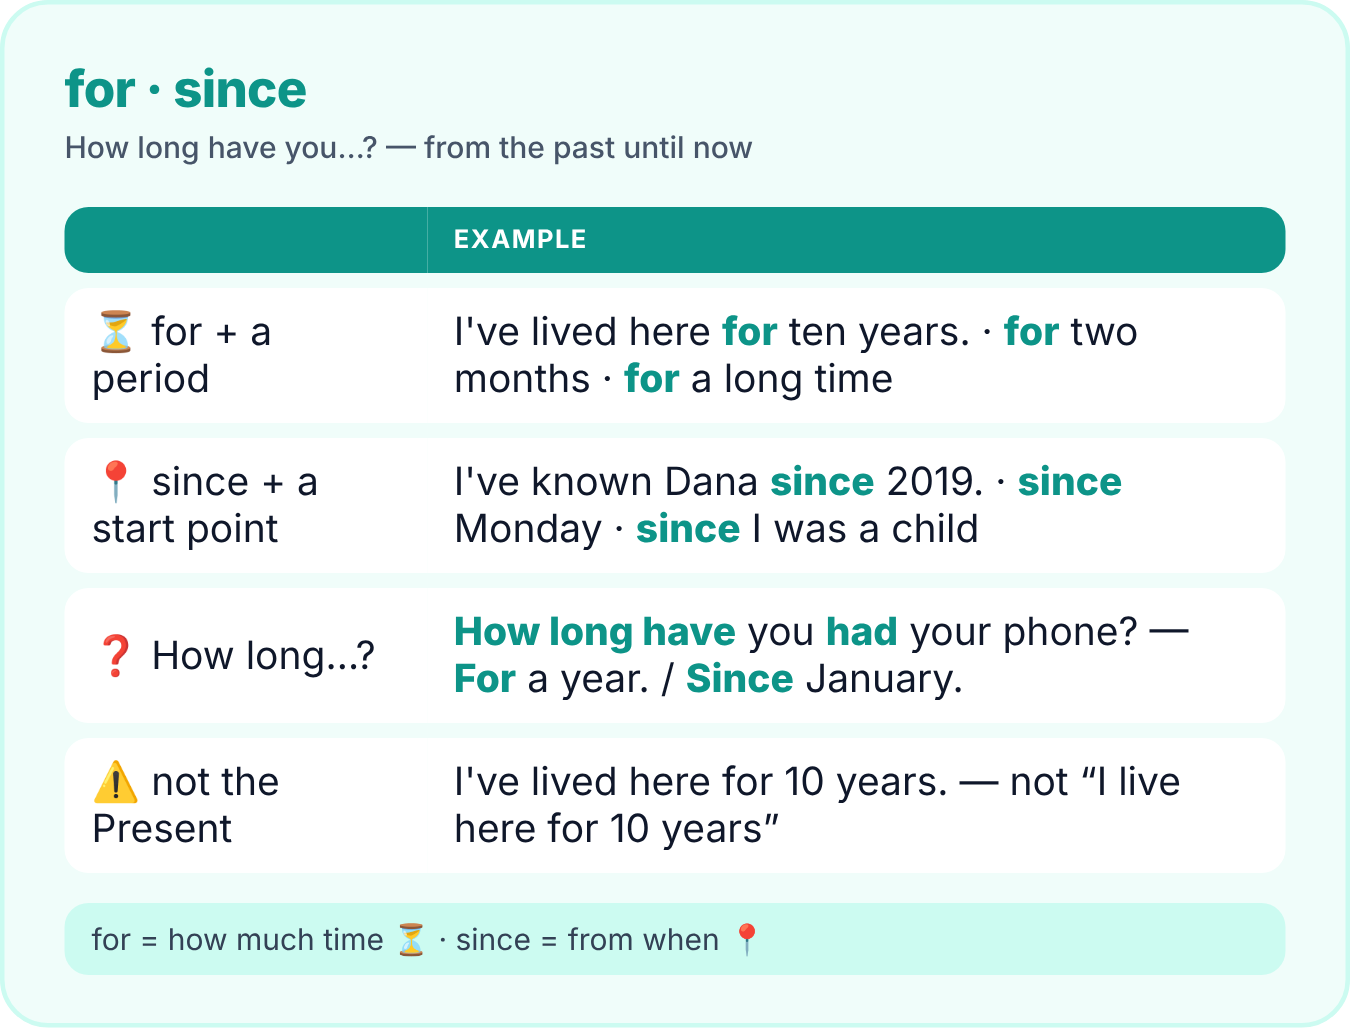 for · since
How long have you…? — from the past until now
EXAMPLE
⏳ for + a
period
I've lived here for ten years. · for two
months · for a long time
📍 since + a
start point
I've known Dana since 2019. · since
Monday · since I was a child
❓ How long…?
How long have you had your phone? —
For a year. / Since January.
⚠️ not the
Present
I've lived here for 10 years. — not “I live
here for 10 years”
for = how much time ⏳ · since = from when 📍